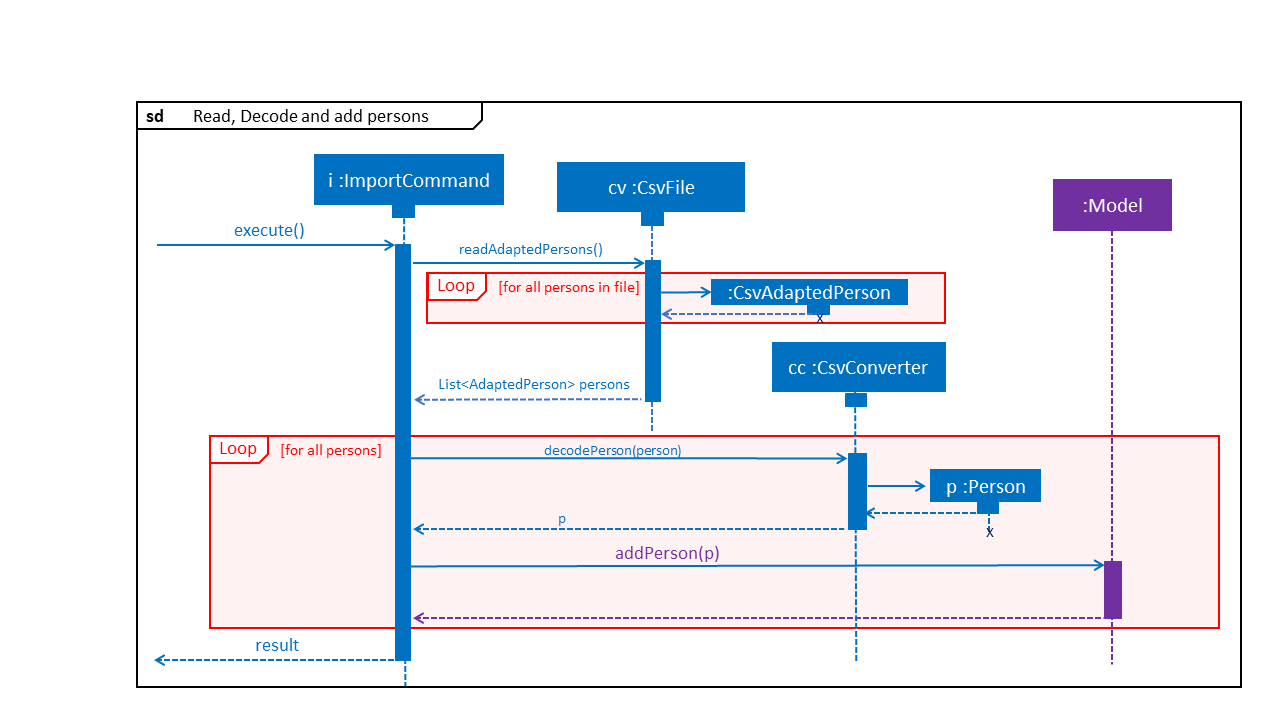 sd Read, Decode and add persons
i :ImportCommand
cv :CsvFile
:Model
execute()
readAdaptedPersons()
Loop [for all persons in file]
:CsvAdaptedPerson
x
cc :CsvConverter
List<AdaptedPerson> persons
Loop [for all persons]
decodePerson(person)
p :Person
p
x
addPerson(p)
result